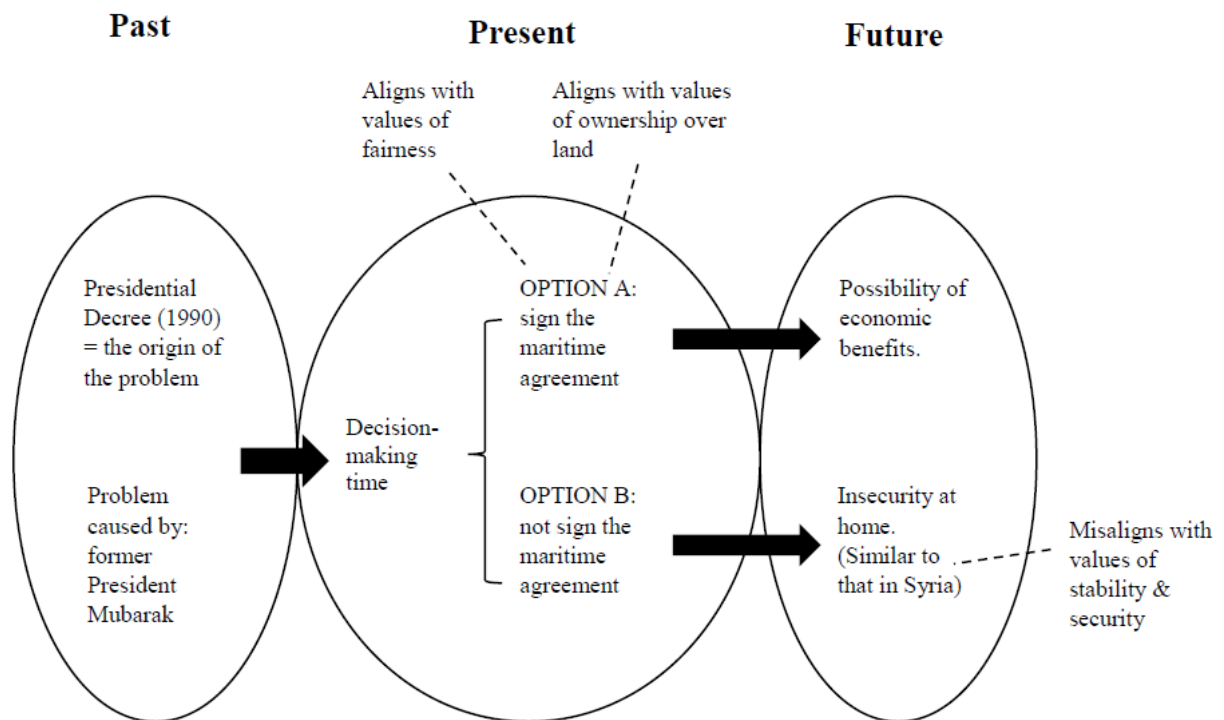 Past
Present
Future
Aligns with
values of
fairness
Aligns with values
of ownership over
land
Presidential
Decree (1990)
= the origin of
the problem
Problem
caused by:
former
President
Mubarak
Decision-
making
time
OPTION A:
sign the
maritime
agreement
OPTION B:
not sign the
maritime
agreement
Possibility of
economic
benefits.
Insecurity at
home.
(Similar to
that in Syria)
Misaligns with
values of
stability &
security